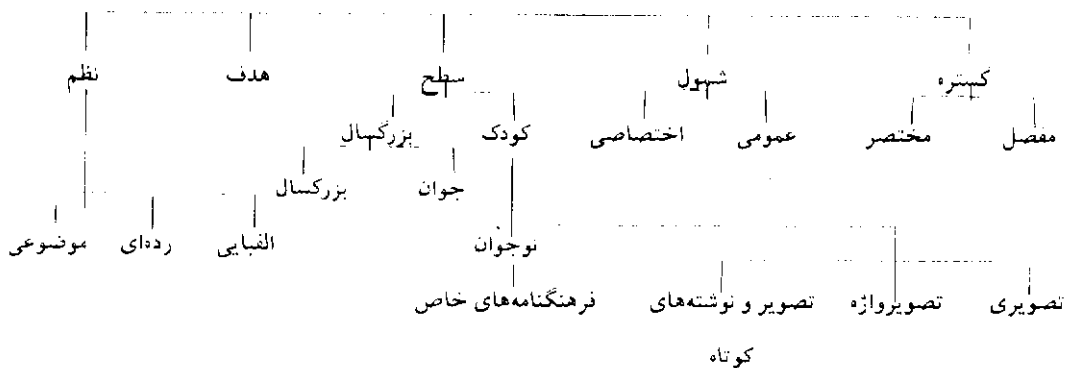 گستره شمول سطح هدف نظم
مفصل مختصر عمومی اختصاصی کودک بزرگسال
جوان بزرگسال
نوجوان الفبایی رده‌ای موضوعی
تصویری تصویرواژه تصویر و نوشته‌های فرهنگنامه‌های خاص
کوتاه